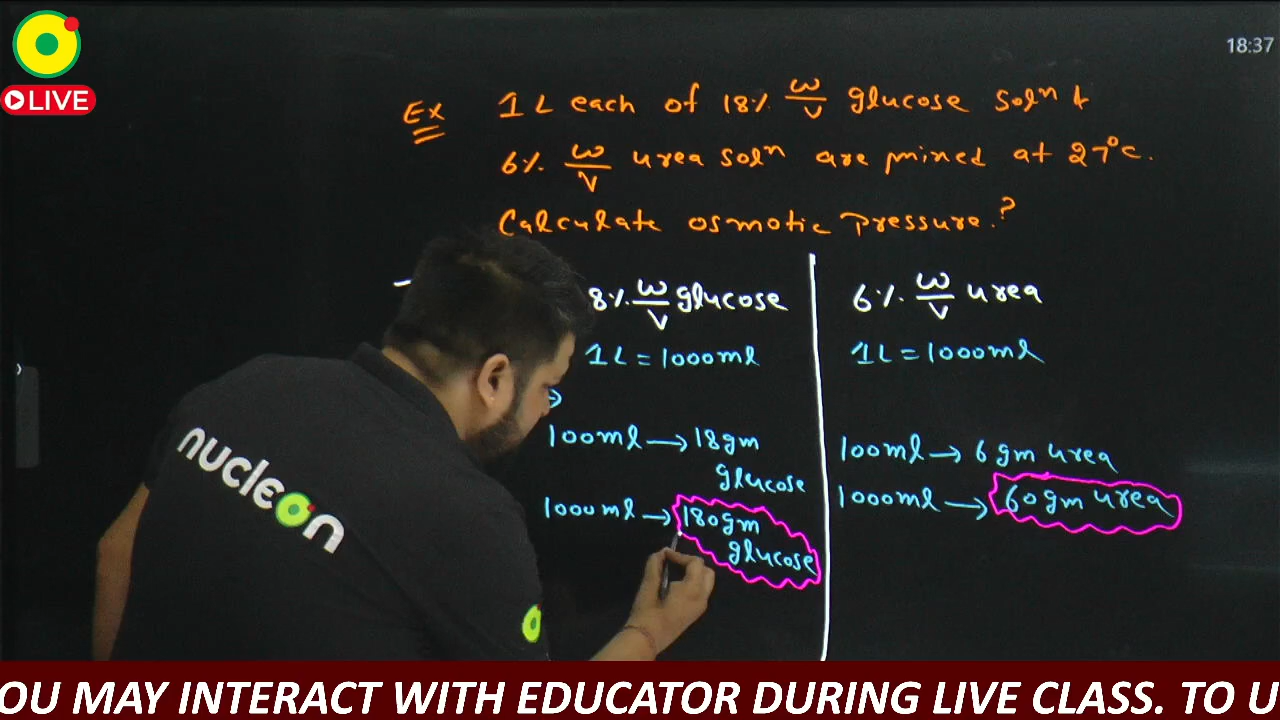 LIVE
18:37
Ex 1L each of 18% w/v glucose solⁿ &
6% w/v urea solⁿ are mixed at 27°c.
Calculate osmotic pressure.?
8% w/v glucose
1L = 1000ml
100ml → 18gm
glucose
1000ml → 180gm
glucose
6% w/v urea
1L = 1000ml
100ml → 6 gm urea
1000ml → 60gm urea
nucleon
OU MAY INTERACT WITH EDUCATOR DURING LIVE CLASS. TO U